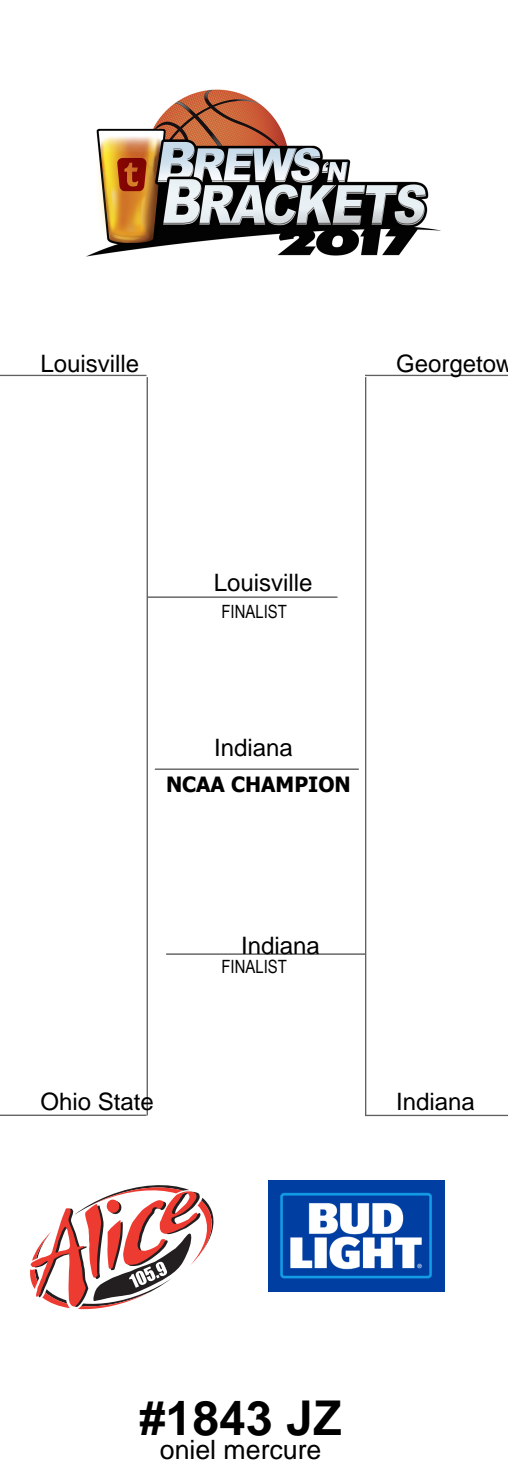 t
BREWS 'N
BRACKETS
2017
Louisville
Georgetow
Louisville
FINALIST
Indiana
NCAA CHAMPION
Indiana
FINALIST
Ohio State
Indiana
Alice
105.9
BUD
LIGHT
#1843 JZ
oniel mercure